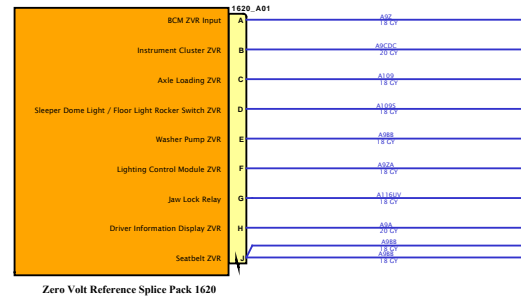 1620_A01
BCM ZVR Input A A9Z
18 GY
Instrument Cluster ZVR B A9CDC
20 GY
Axle Loading ZVR C A109
18 GY
Sleeper Dome Light / Floor Light Rocker Switch ZVR D A109S
18 GY
Washer Pump ZVR E A98B
18 GY
Lighting Control Module ZVR F A9ZA
18 GY
Jaw Lock Relay G A116UV
18 GY
Driver Information Display ZVR H A9A
20 GY
A98B
18 GY
Seatbelt ZVR J A98B
18 GY
Zero Volt Reference Splice Pack 1620